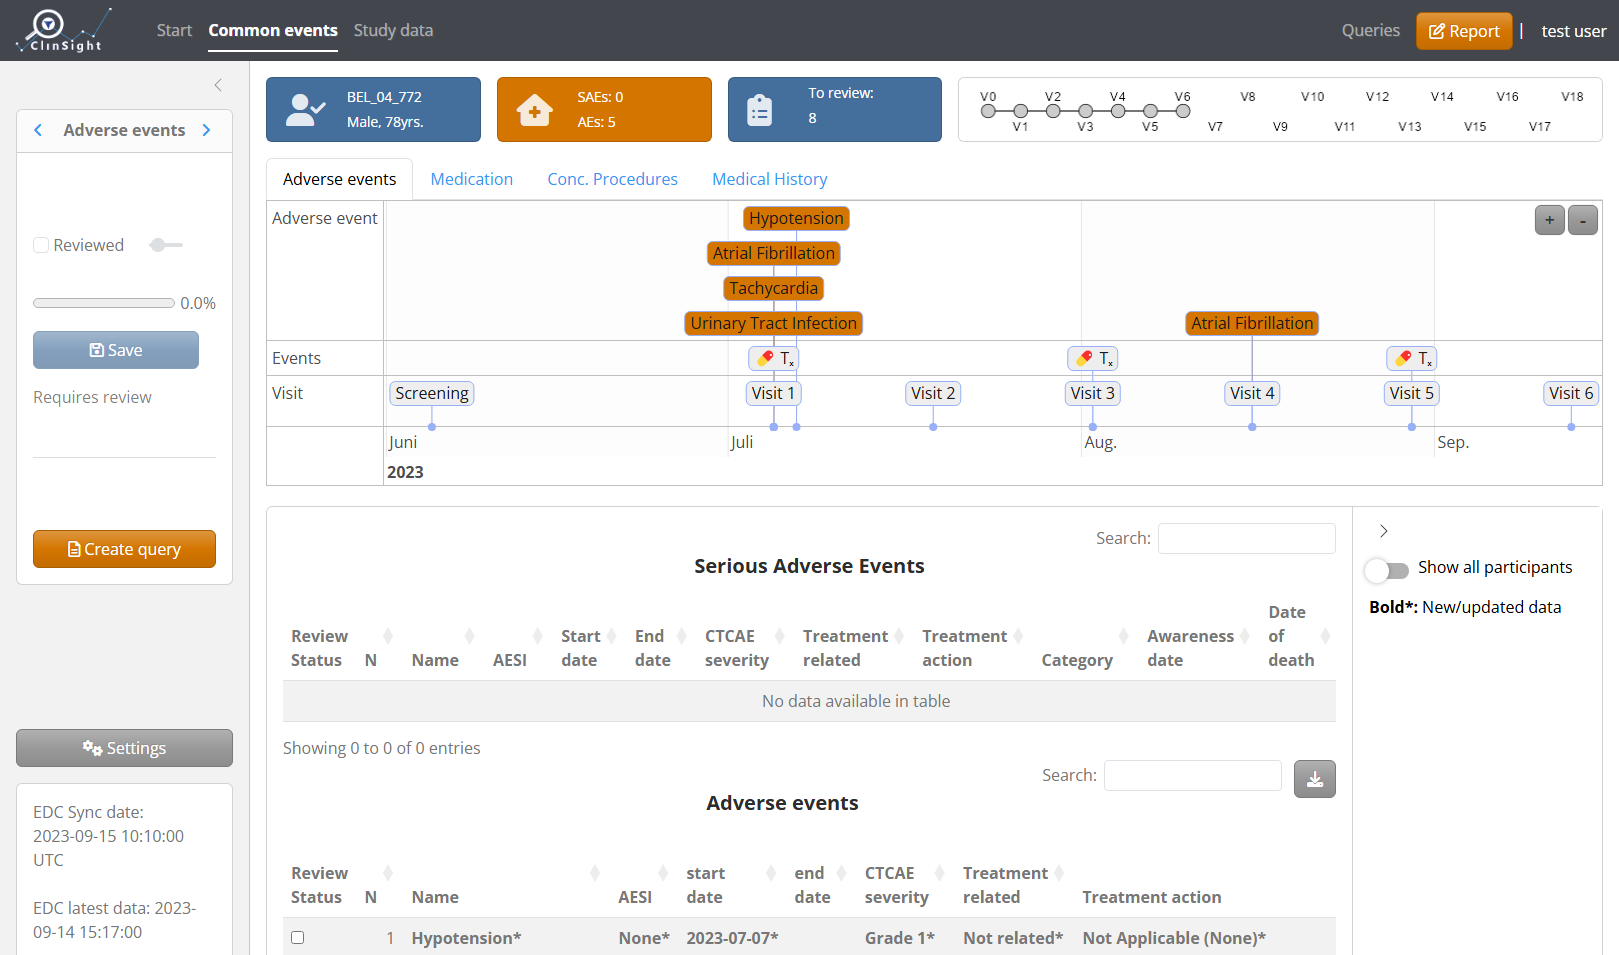 ClinSight
Start Common events Study data
Queries Report | test user
Adverse events
Reviewed
0.0%
Save
Requires review
Create query
Settings
EDC Sync date:
2023-09-15 10:10:00
UTC
EDC latest data: 2023-
09-14 15:17:00
BEL_04_772
Male, 78yrs.
SAEs: 0
AEs: 5
To review:
8
V0 V2 V4 V6 V8 V10 V12 V14 V16 V18
V1 V3 V5 V7 V9 V11 V13 V15 V17
Adverse events Medication Conc. Procedures Medical History
Adverse event
Hypotension
+ -
Atrial Fibrillation
Tachycardia
Urinary Tract Infection Atrial Fibrillation
Events Tx Tx Tx
Visit Screening Visit 1 Visit 2 Visit 3 Visit 4 Visit 5 Visit 6
Juni Juli Aug. Sep.
2023
Search:
Serious Adverse Events
Review Status N Name AESI Start date End date CTCAE severity Treatment related Treatment action Category Awareness date Date of death
No data available in table
Showing 0 to 0 of 0 entries
Search:
Adverse events
Review Status N Name AESI start date end date CTCAE severity Treatment related Treatment action
1 Hypotension* None* 2023-07-07* Grade 1* Not related* Not Applicable (None)*
Show all participants
Bold*: New/updated data